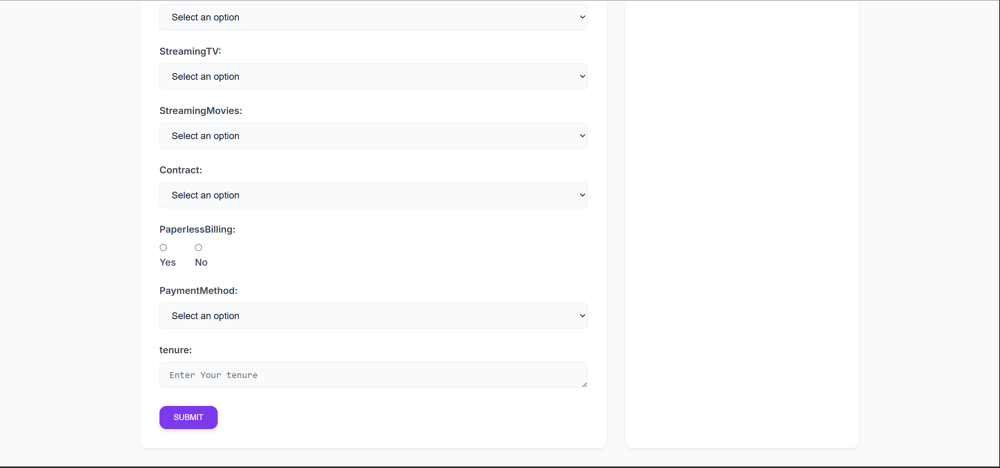 Select an option
StreamingTV:
Select an option
StreamingMovies:
Select an option
Contract:
Select an option
PaperlessBilling:
Yes No
PaymentMethod:
Select an option
tenure:
Enter Your tenure
SUBMIT